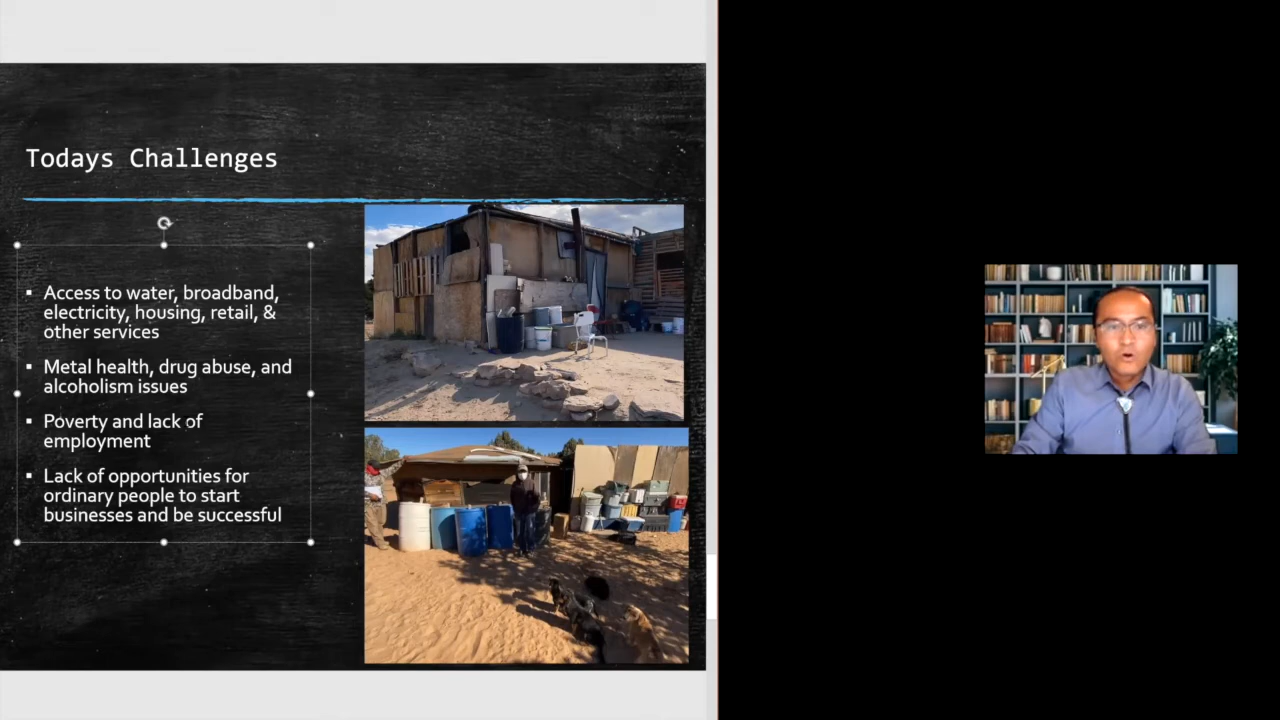 Todays Challenges
▪ Access to water, broadband,
electricity, housing, retail, &
other services
▪ Metal health, drug abuse, and
alcoholism issues
▪ Poverty and lack of
employment
▪ Lack of opportunities for
ordinary people to start
businesses and be successful